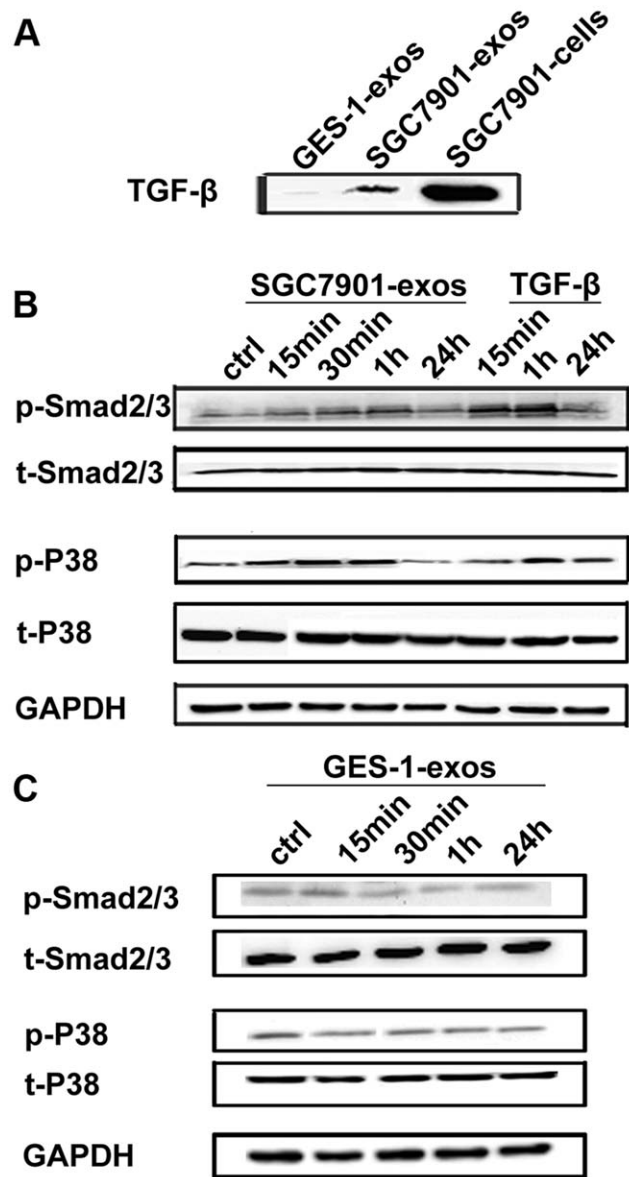 A
GES-1-exos SGC7901-exos SGC7901-cells
TGF-β
B
SGC7901-exos TGF-β
ctrl 15min 30min 1h 24h 15min 1h 24h
p-Smad2/3
t-Smad2/3
p-P38
t-P38
GAPDH
C
GES-1-exos
ctrl 15min 30min 1h 24h
p-Smad2/3
t-Smad2/3
p-P38
t-P38
GAPDH